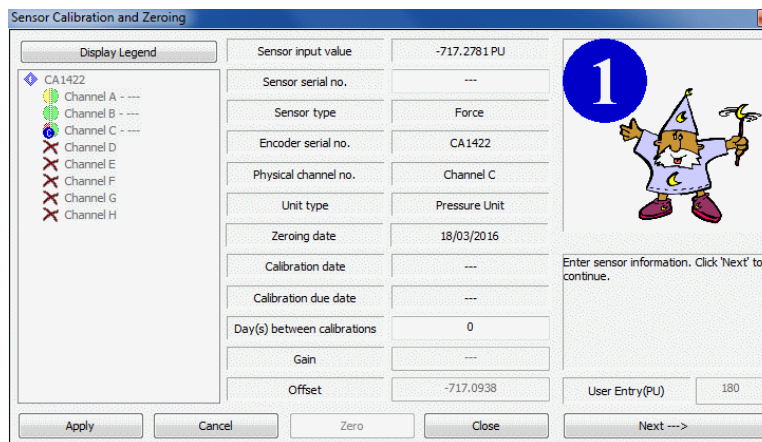 Sensor Calibration and Zeroing
Display Legend
CA1422
Channel A - ---
Channel B - ---
C Channel C - ---
Channel D
Channel E
Channel F
Channel G
Channel H
Sensor input value -717.2781 PU
Sensor serial no. ---
Sensor type Force
Encoder serial no. CA1422
Physical channel no. Channel C
Unit type Pressure Unit
Zeroing date 18/03/2016
Calibration date ---
Calibration due date ---
Day(s) between calibrations 0
Gain ---
Offset -717.0938
1
Enter sensor information. Click 'Next' to
continue.
User Entry(PU) 180
Apply Cancel Zero Close Next --->